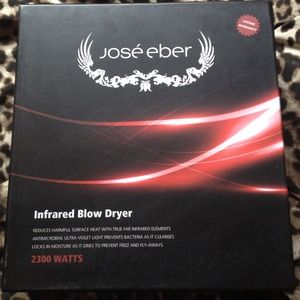 José eber
Infrared Blow Dryer
REDUCES HARMFUL SURFACE HEAT WITH TRUE FAR INFRARED ELEMENTS
ANTIMICROBIAL ULTRA VIOLET LIGHT PREVENTS BACTERIA AS IT CLEANSES
LOCKS IN MOISTURE AS IT DRIES TO PREVENT FRIZZ AND FLY-AWAYS
2300 WATTS